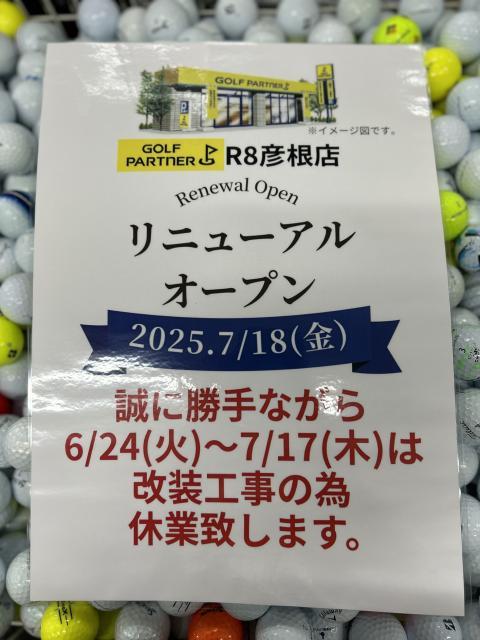 GOLF PARTNER
※イメージ図です。
GOLF PARTNER R8彦根店
Renewal Open
リニューアル
オープン
2025.7/18(金)
誠に勝手ながら
6/24(火)～7/17(木)は
改装工事の為
休業致します。